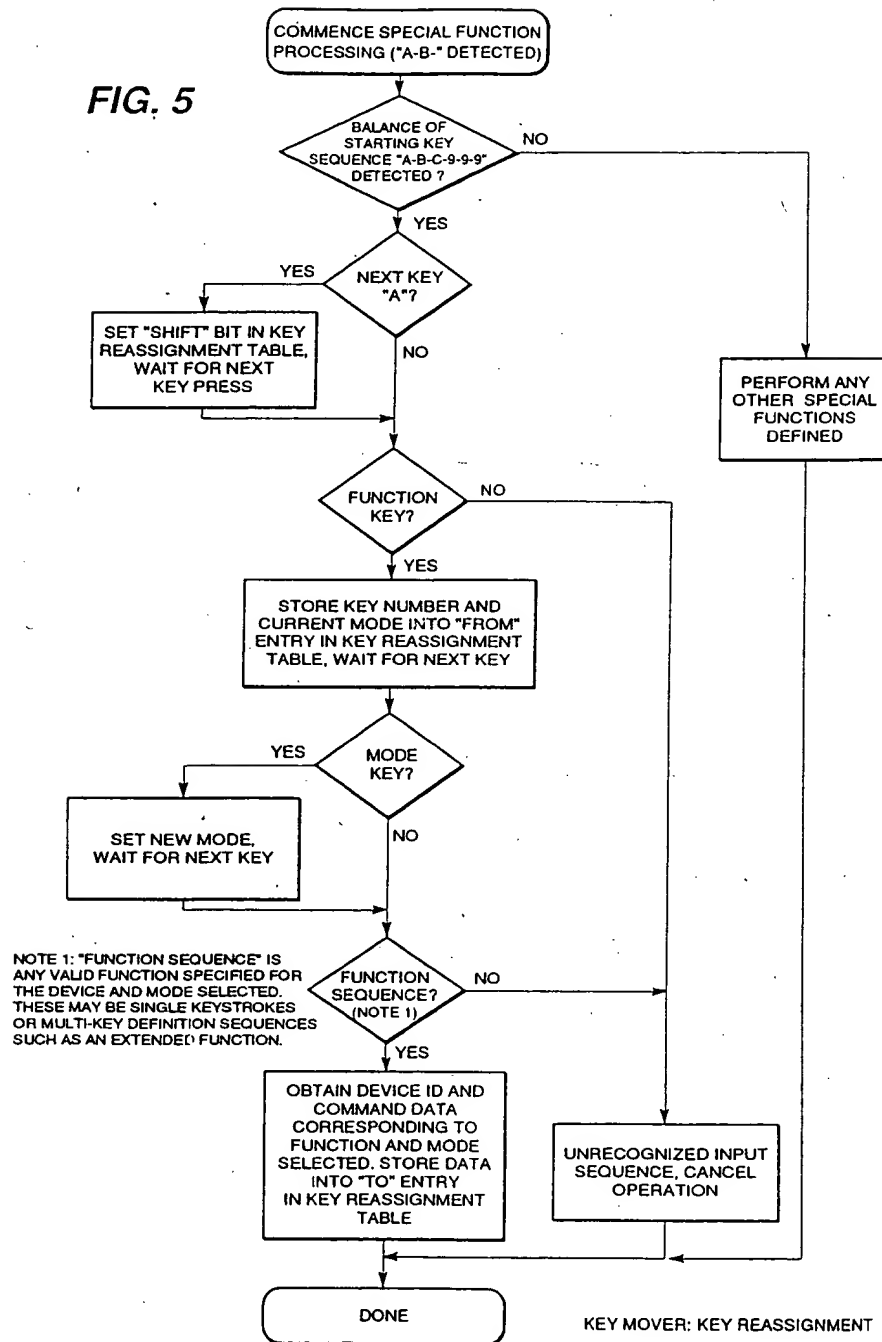 COMMENCE SPECIAL FUNCTION
PROCESSING ("A-B-" DETECTED)
FIG. 5
BALANCE OF
STARTING KEY
SEQUENCE "A-B-C-9-9-9"
DETECTED ?
NO
YES
YES
NEXT KEY
"A"?
SET "SHIFT" BIT IN KEY
REASSIGNMENT TABLE,
WAIT FOR NEXT
KEY PRESS
NO
PERFORM ANY
OTHER SPECIAL
FUNCTIONS
DEFINED
FUNCTION
KEY?
NO
YES
STORE KEY NUMBER AND
CURRENT MODE INTO "FROM"
ENTRY IN KEY REASSIGNMENT
TABLE, WAIT FOR NEXT KEY
YES
MODE
KEY?
SET NEW MODE,
WAIT FOR NEXT KEY
NO
NOTE 1: "FUNCTION SEQUENCE" IS
ANY VALID FUNCTION SPECIFIED FOR
THE DEVICE AND MODE SELECTED.
THESE MAY BE SINGLE KEYSTROKES
OR MULTI-KEY DEFINITION SEQUENCES
SUCH AS AN EXTENDED FUNCTION.
FUNCTION
SEQUENCE?
(NOTE 1)
NO
YES
OBTAIN DEVICE ID AND
COMMAND DATA
CORRESPONDING TO
FUNCTION AND MODE
SELECTED. STORE DATA
INTO "TO" ENTRY
IN KEY REASSIGNMENT
TABLE
UNRECOGNIZED INPUT
SEQUENCE, CANCEL
OPERATION
DONE
KEY MOVER: KEY REASSIGNMENT